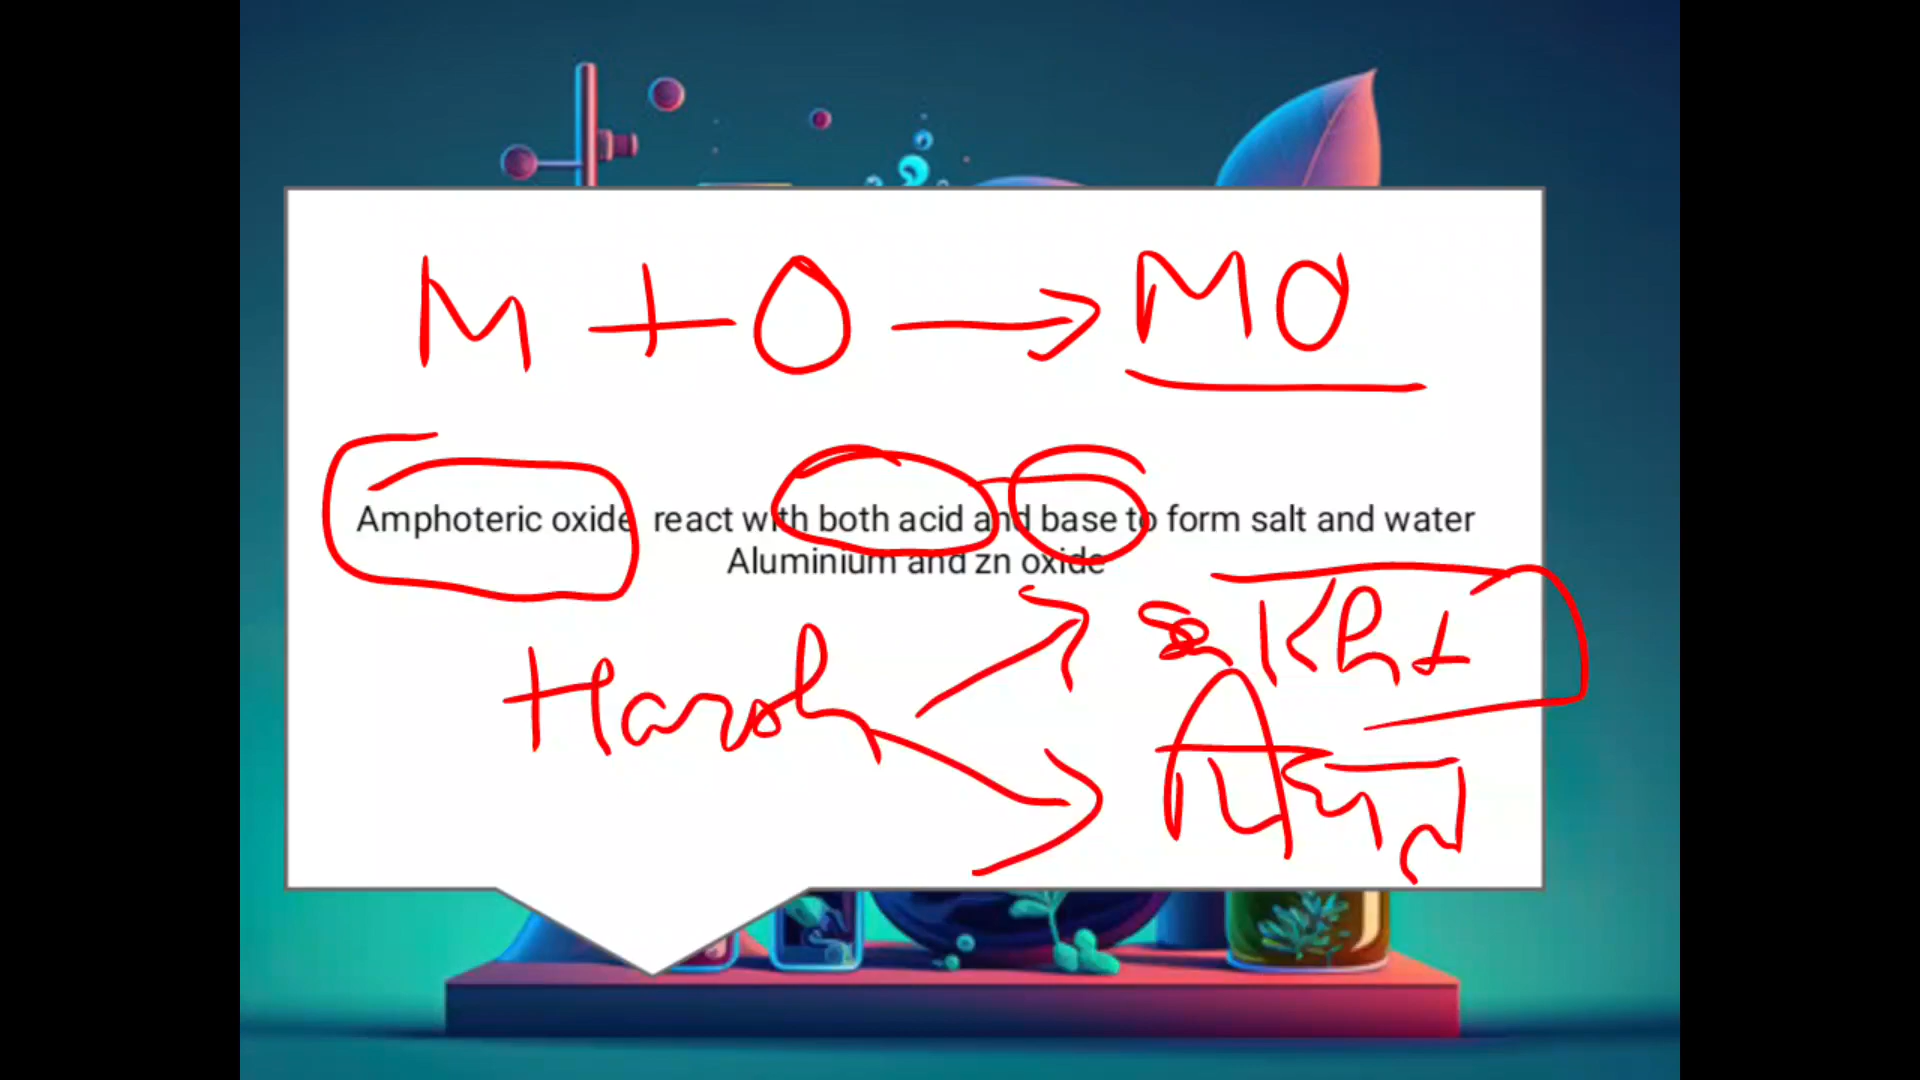 M + O → MO
Amphoteric oxide react with both acid and base to form salt and water
Aluminium and zn oxide
Harsh